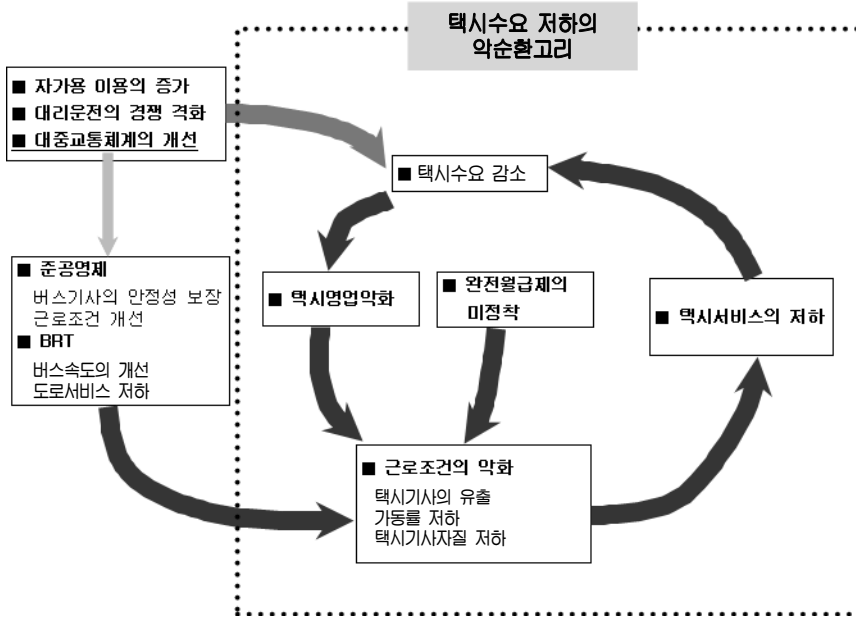 택시수요 저하의
악순환고리
■ 자가용 이용의 증가
■ 대리운전의 경쟁 격화
■ 대중교통체계의 개선
■ 택시수요 감소
■ 준공영제
버스기사의 안정성 보장
근로조건 개선
■ BRT
버스속도의 개선
도로서비스 저하
■ 택시영업악화
■ 완전월급제의
미정착
■ 택시서비스의 저하
■ 근로조건의 악화
택시기사의 유출
가동률 저하
택시기사자질 저하